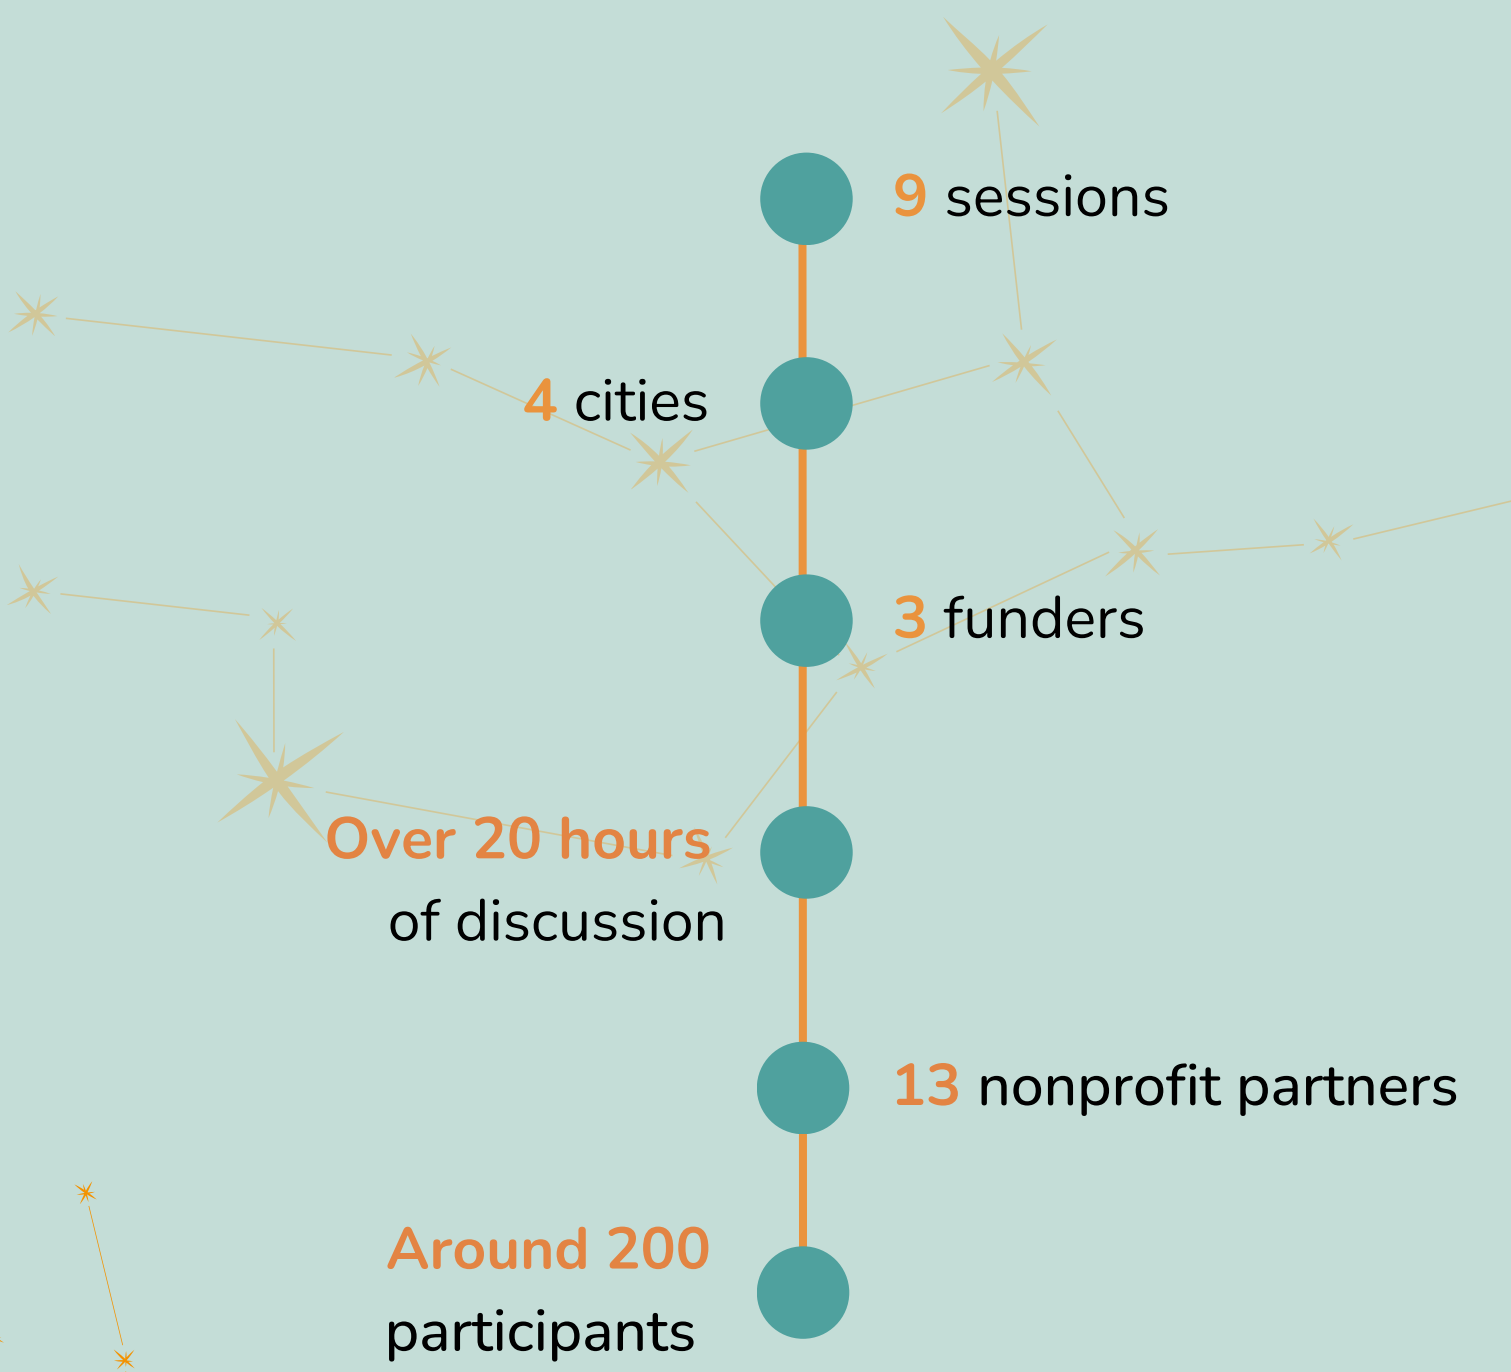 9 sessions
4 cities
3 funders
Over 20 hours
of discussion
13 nonprofit partners
Around 200
participants